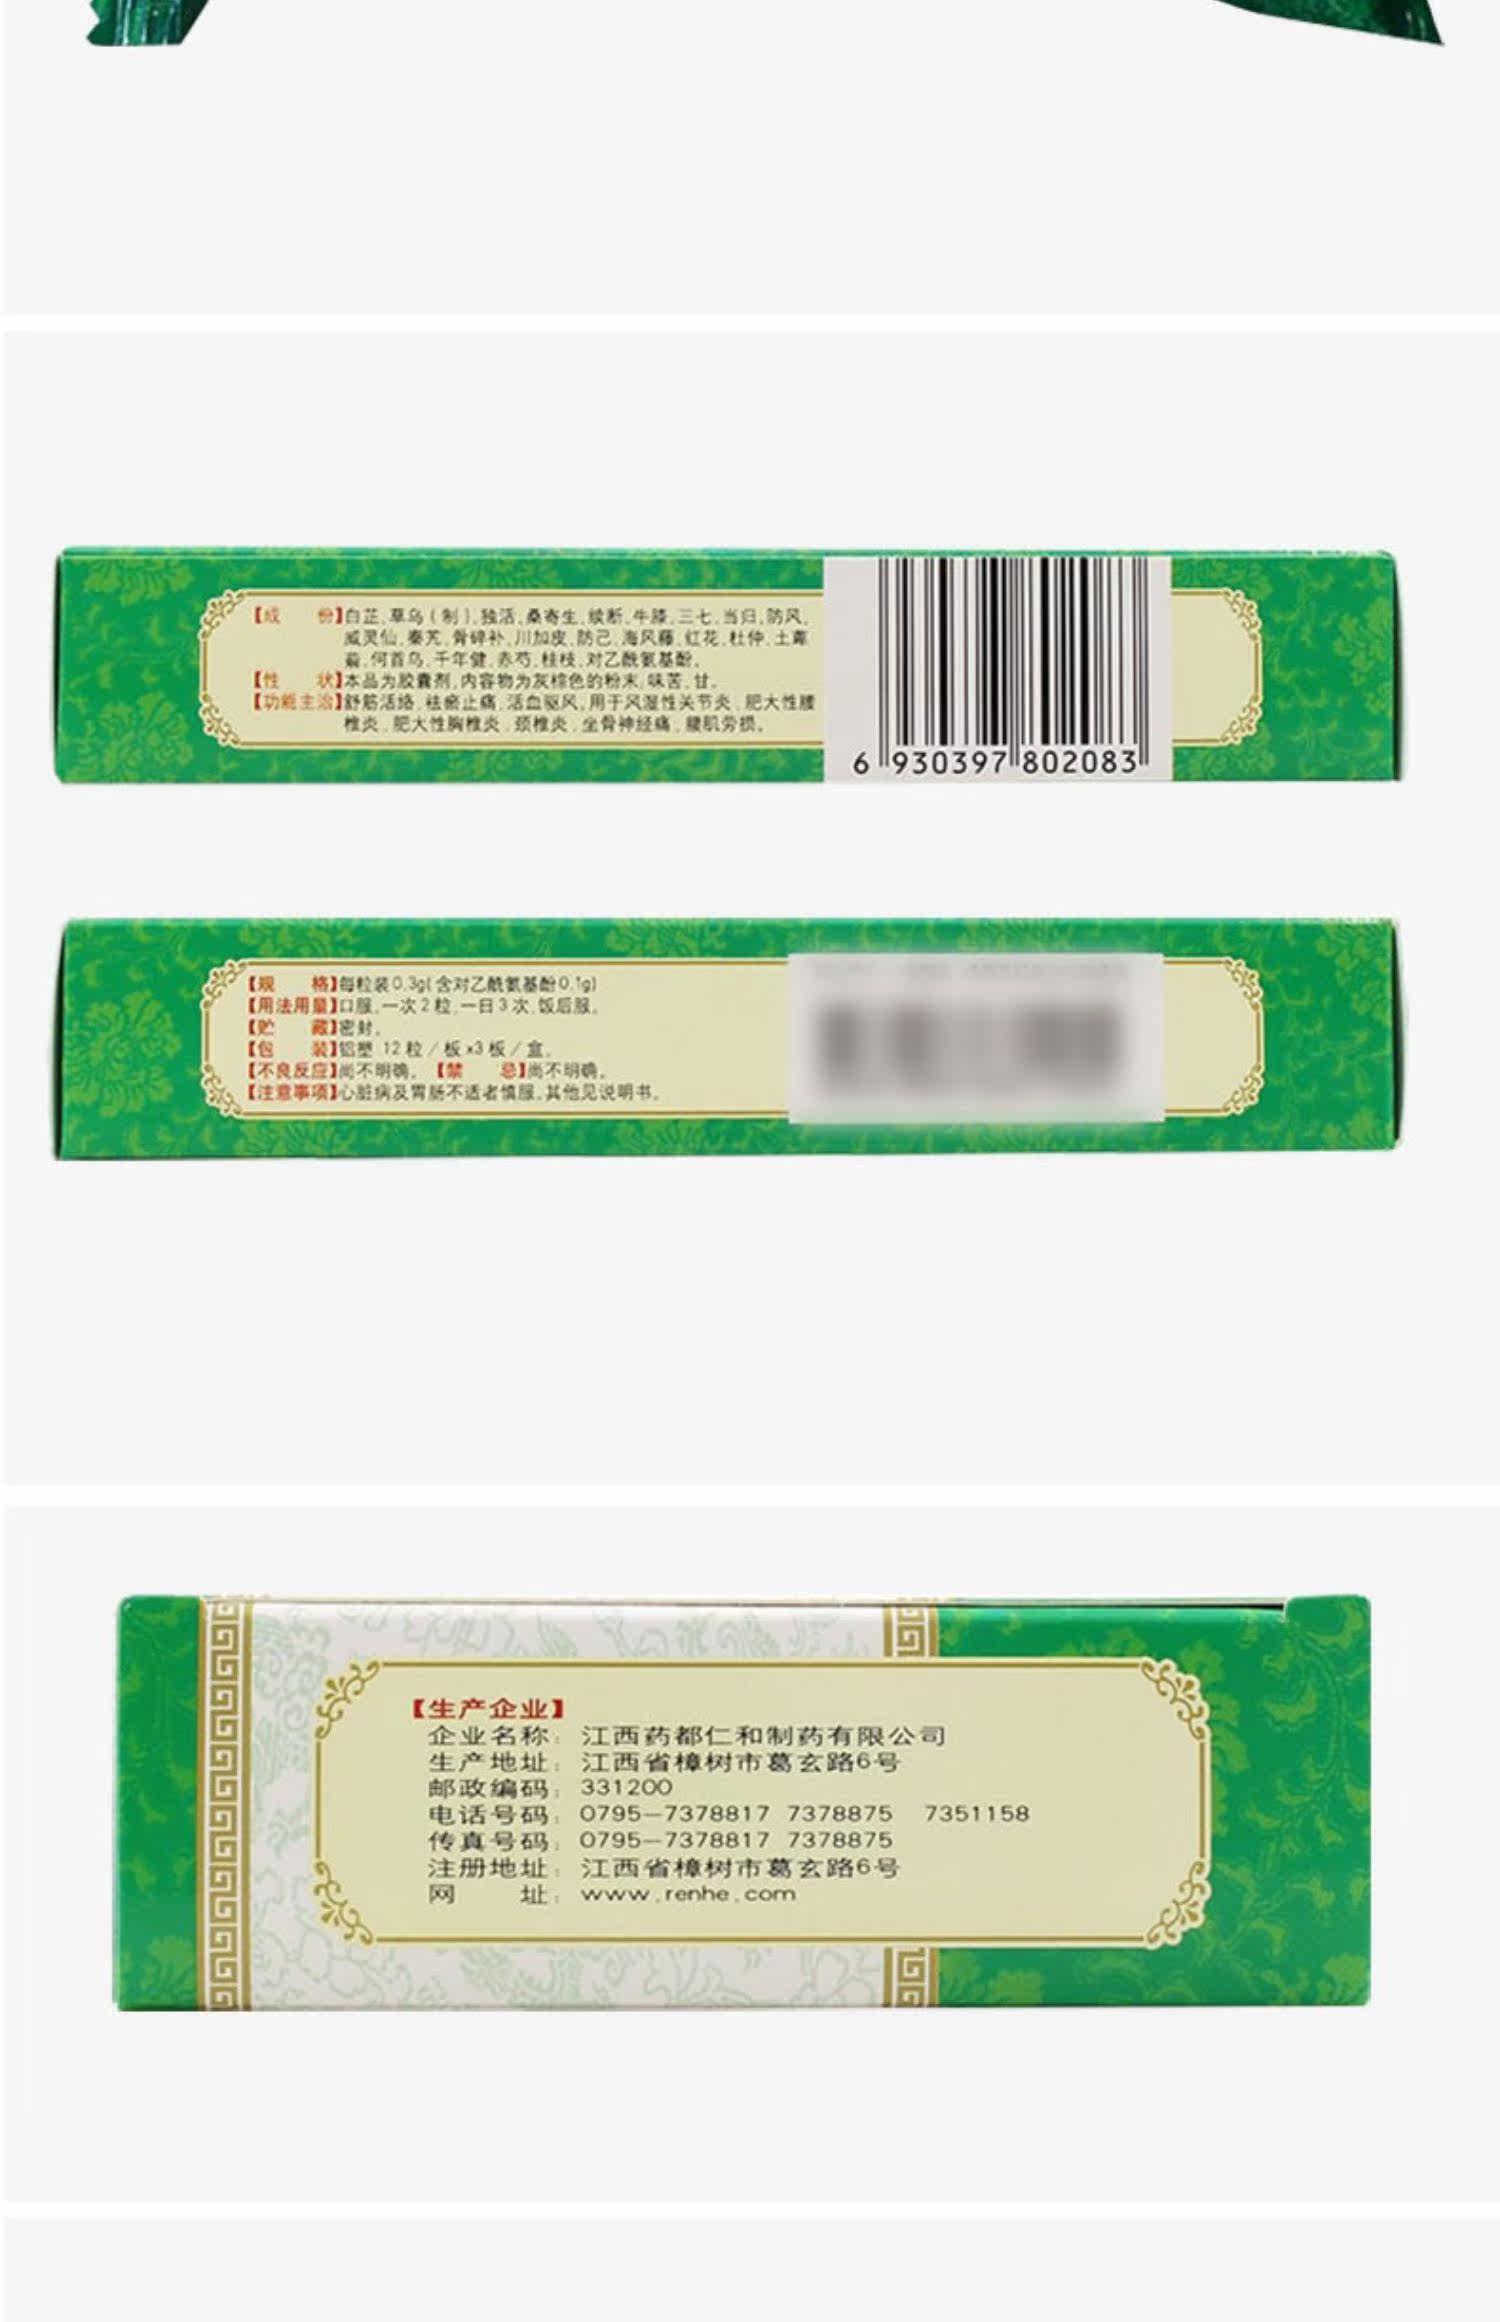 【成　　份】白芷、草乌(制)、独活、桑寄生、续断、牛膝、三七、当归、防风、
威灵仙、秦艽、骨碎补、川加皮、防己、海风藤、红花、杜仲、土萆
薢、何首乌、千年健、赤芍、桂枝、对乙酰氨基酚。
【性　　状】本品为胶囊剂,内容物为灰棕色的粉末,味苦、甘。
【功能主治】舒筋活络、祛瘀止痛、活血驱风,用于风湿性关节炎、肥大性腰
椎炎、肥大性胸椎炎、颈椎炎、坐骨神经痛、腰肌劳损。
6 930397 802083
【规　　格】每粒装0.3g(含对乙酰氨基酚0.1g)
【用法用量】口服,一次2粒,一日3次,饭后服。
【贮　　藏】密封。
【包　　装】铝塑 12粒/板x3板/盒。
【不良反应】尚不明确。【禁　　忌】尚不明确。
【注意事项】心脏病及胃肠不适者慎服,其他见说明书。
【生产企业】
企业名称: 江西药都仁和制药有限公司
生产地址: 江西省樟树市葛玄路6号
邮政编码: 331200
电话号码: 0795-7378817 7378875 7351158
传真号码: 0795-7378817 7378875
注册地址: 江西省樟树市葛玄路6号
网　　址: www.renhe.com